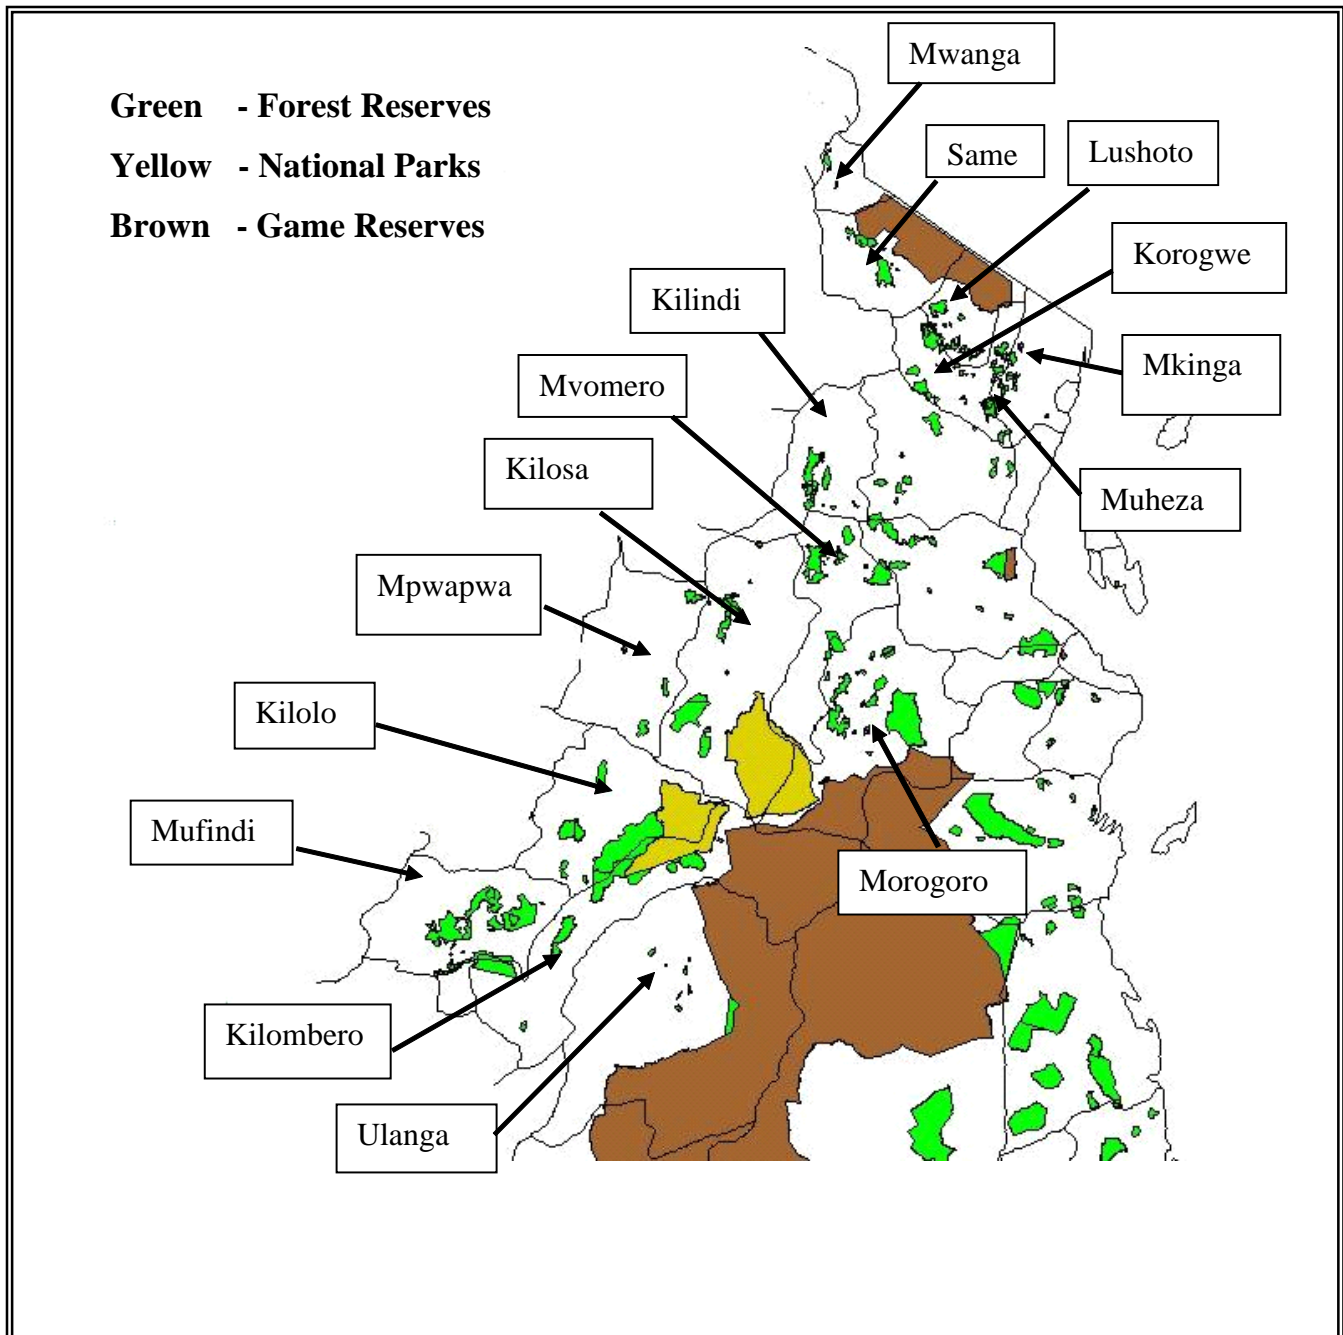 Mwanga
Green - Forest Reserves
Yellow - National Parks
Brown - Game Reserves
Same
Lushoto
Korogwe
Kilindi
Mkinga
Mvomero
Kilosa
Muheza
Mpwapwa
Kilolo
Mufindi
Morogoro
Kilombero
Ulanga